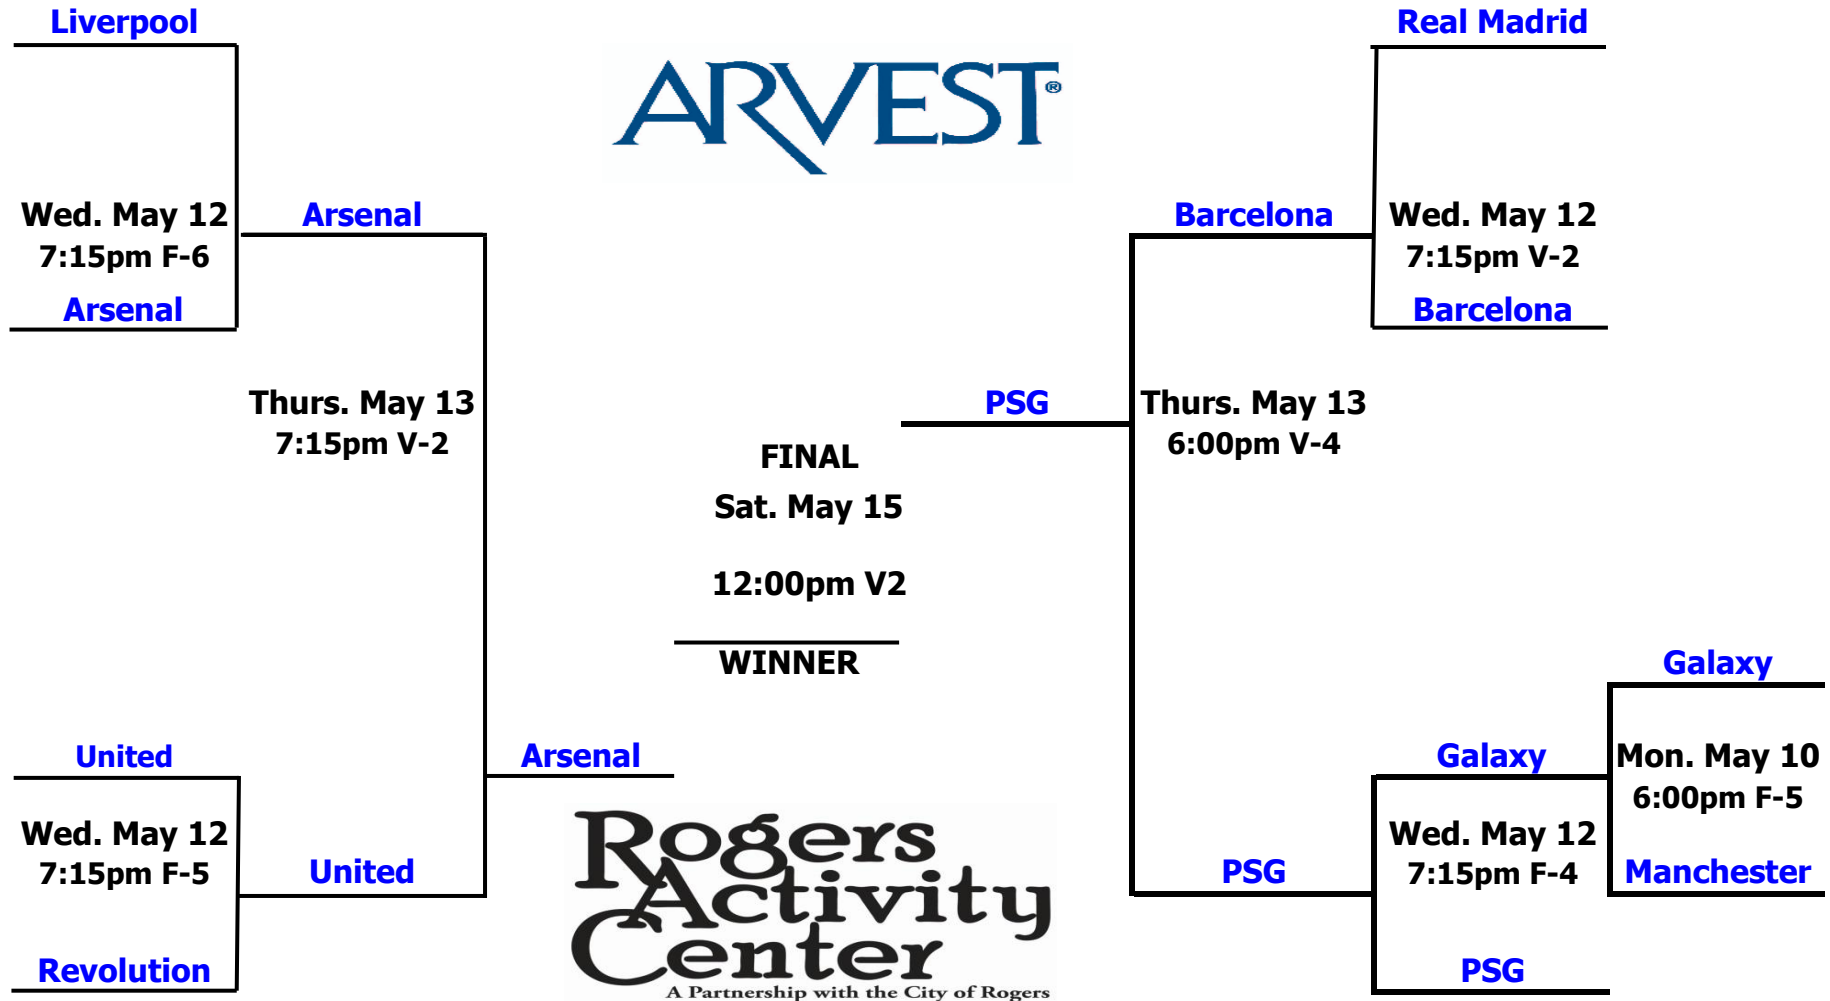 Liverpool
Real Madrid
ARVEST®
Wed. May 12
Arsenal
Barcelona
Wed. May 12
7:15pm F-6
7:15pm V-2
Arsenal
Barcelona
Thurs. May 13
PSG
Thurs. May 13
7:15pm V-2
6:00pm V-4
FINAL
Sat. May 15
12:00pm V2
WINNER
Galaxy
United
Arsenal
Galaxy
Mon. May 10
6:00pm F-5
Wed. May 12
Wed. May 12
7:15pm F-5
United
PSG
7:15pm F-4
Manchester
Rogers
Activity
Center
A Partnership with the City of Rogers
Revolution
PSG